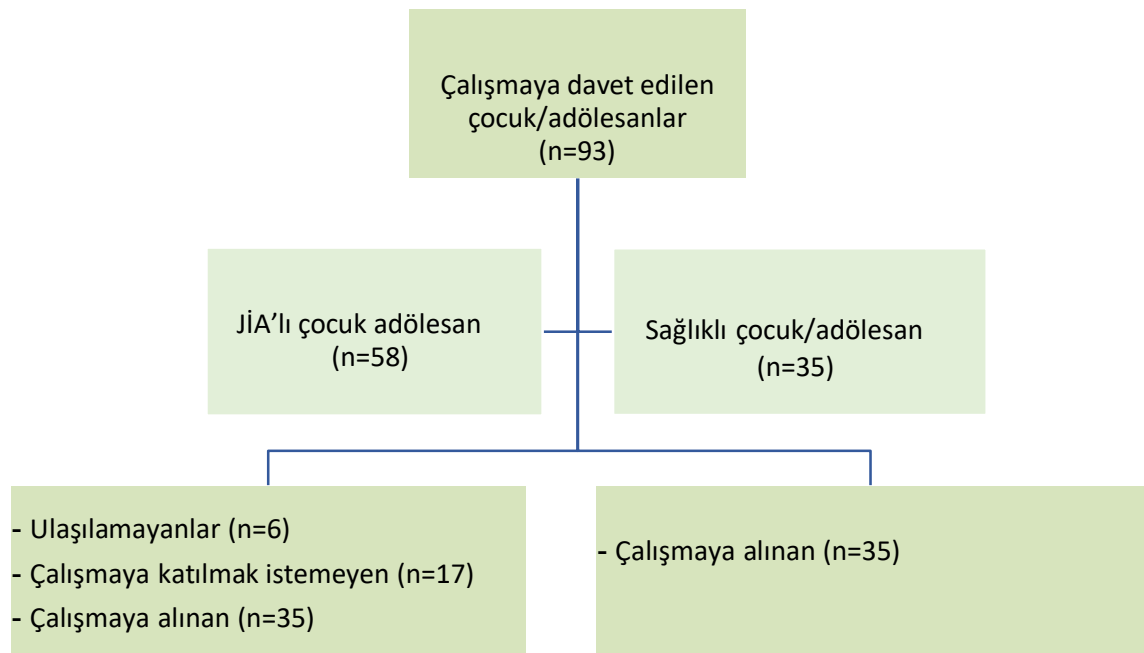 Çalışmaya davet edilen
çocuk/adölesanlar
(n=93)
JİA’lı çocuk adölesan
(n=58)
Sağlıklı çocuk/adölesan
(n=35)
- Ulaşılamayanlar (n=6)
- Çalışmaya katılmak istemeyen (n=17)
- Çalışmaya alınan (n=35)
- Çalışmaya alınan (n=35)